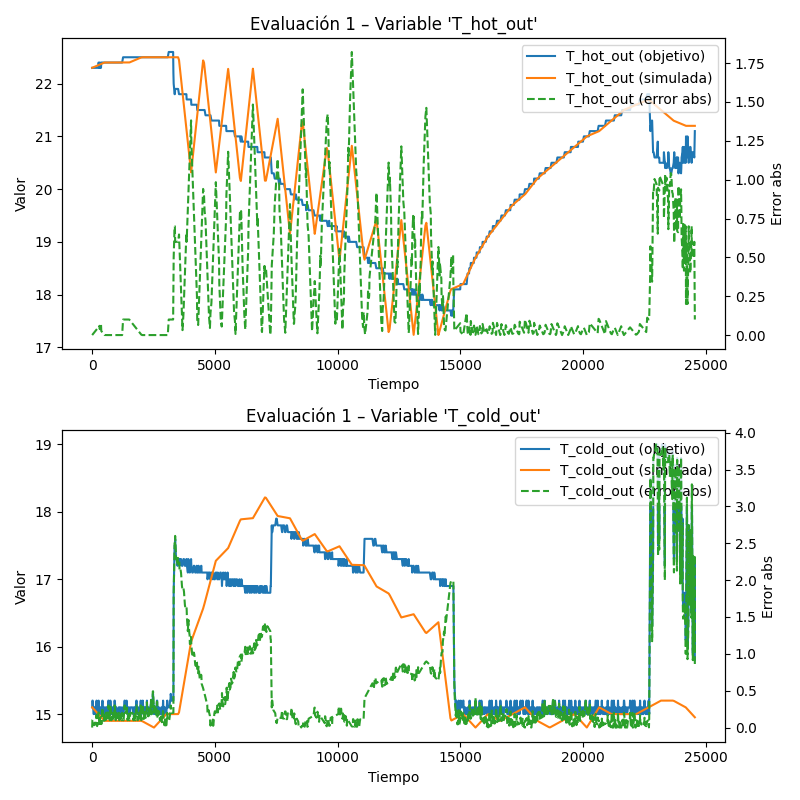 Evaluación 1 – Variable 'T_hot_out'
T_hot_out (objetivo)
T_hot_out (simulada)
T_hot_out (error abs)
Valor
22
21
20
19
18
17
1.75
1.50
1.25
1.00
0.75
0.50
0.25
0.00
Error abs
0
5000
10000
15000
20000
25000
Tiempo
Evaluación 1 – Variable 'T_cold_out'
T_cold_out (objetivo)
T_cold_out (simulada)
T_cold_out (error abs)
Valor
19
18
17
16
15
4.0
3.5
3.0
2.5
2.0
1.5
1.0
0.5
0.0
Error abs
0
5000
10000
15000
20000
25000
Tiempo